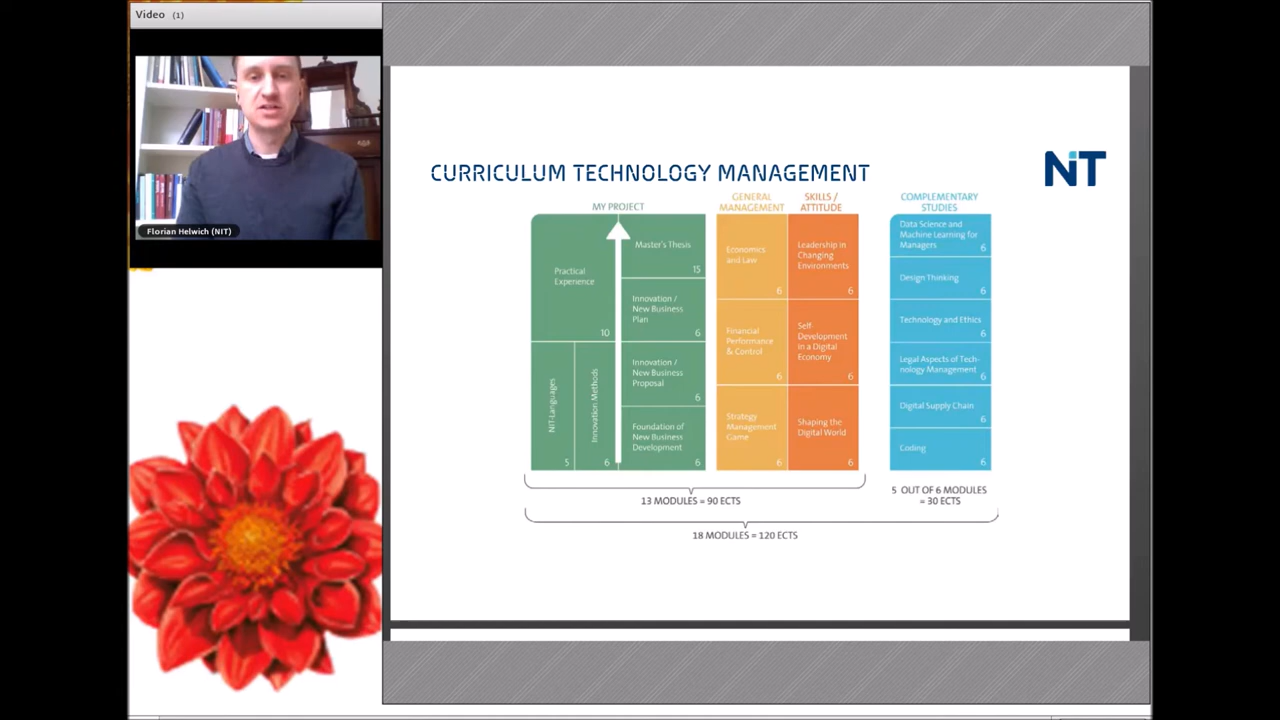 Video (1)
Florian Helwich (NIT)
CURRICULUM TECHNOLOGY MANAGEMENT
NiT
MY PROJECT
Practical
Experience
10
NIT-Languages
5
Innovation Methods
6
Master's Thesis
15
Innovation /
New Business
Plan
6
Innovation /
New Business
Proposal
6
Foundation of
New Business
Development
6
GENERAL
MANAGEMENT
Economics
and Law
6
Financial
Performance
& Control
6
Strategy
Management
Game
6
SKILLS /
ATTITUDE
Leadership in
Changing
Environments
6
Self-
Development
in a Digital
Economy
6
Shaping the
Digital World
6
COMPLEMENTARY
STUDIES
Data Science and
Machine Learning for
Managers
6
Design Thinking
6
Technology and Ethics
6
Legal Aspects of Tech-
nology Management
6
Digital Supply Chain
6
Coding
6
13 MODULES = 90 ECTS
5 OUT OF 6 MODULES
= 30 ECTS
18 MODULES = 120 ECTS